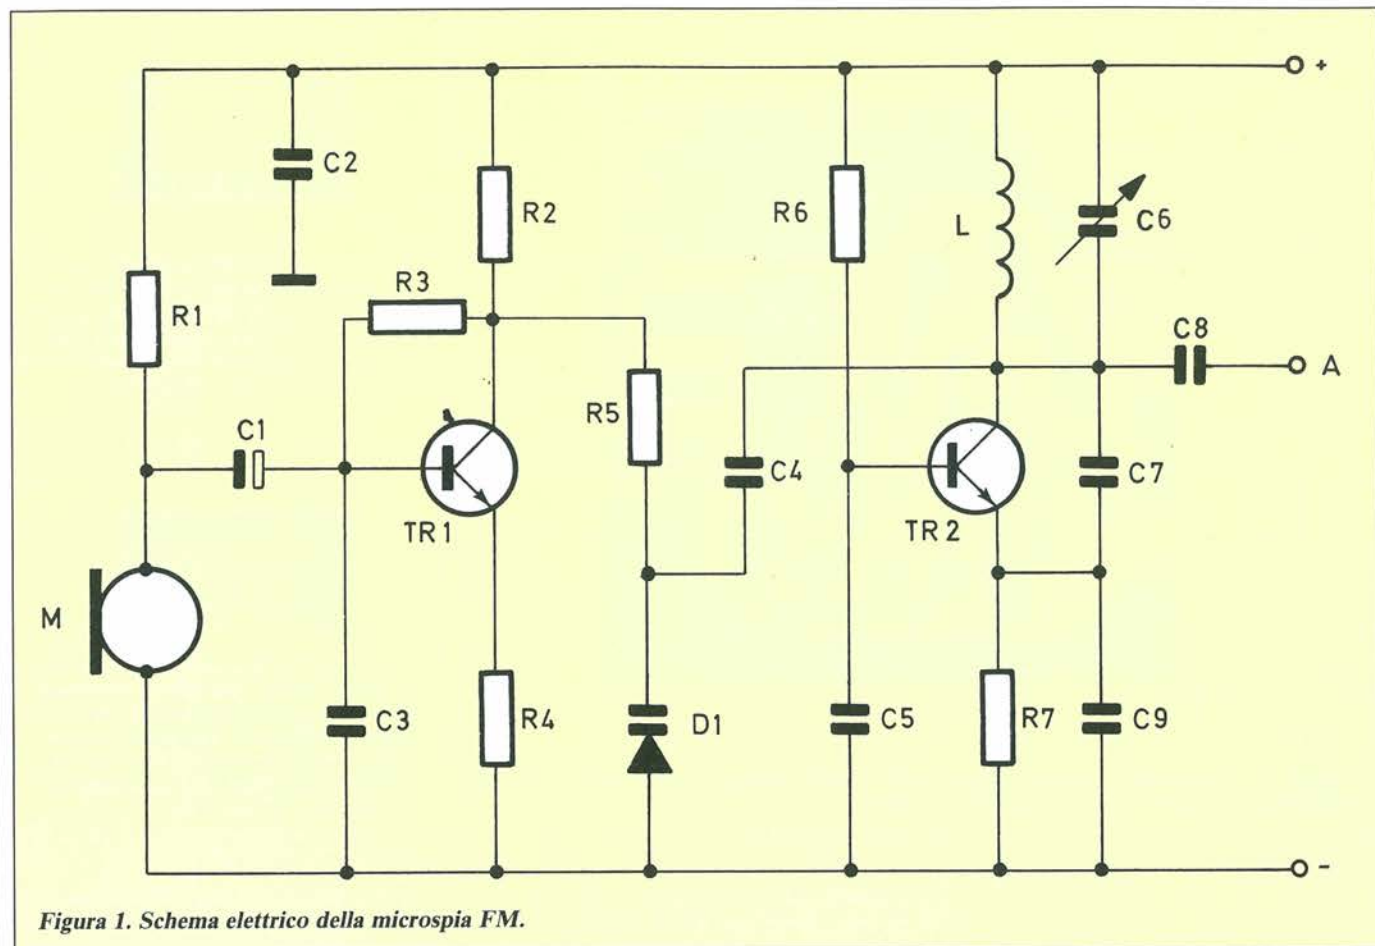 +
C2
R2
R6
L
C6
R3
R1
C8
A
R5
C1
C4
C7
TR1
TR2
M
C3
R4
D1
C5
R7
C9
-
Figura 1. Schema elettrico della microspia FM.